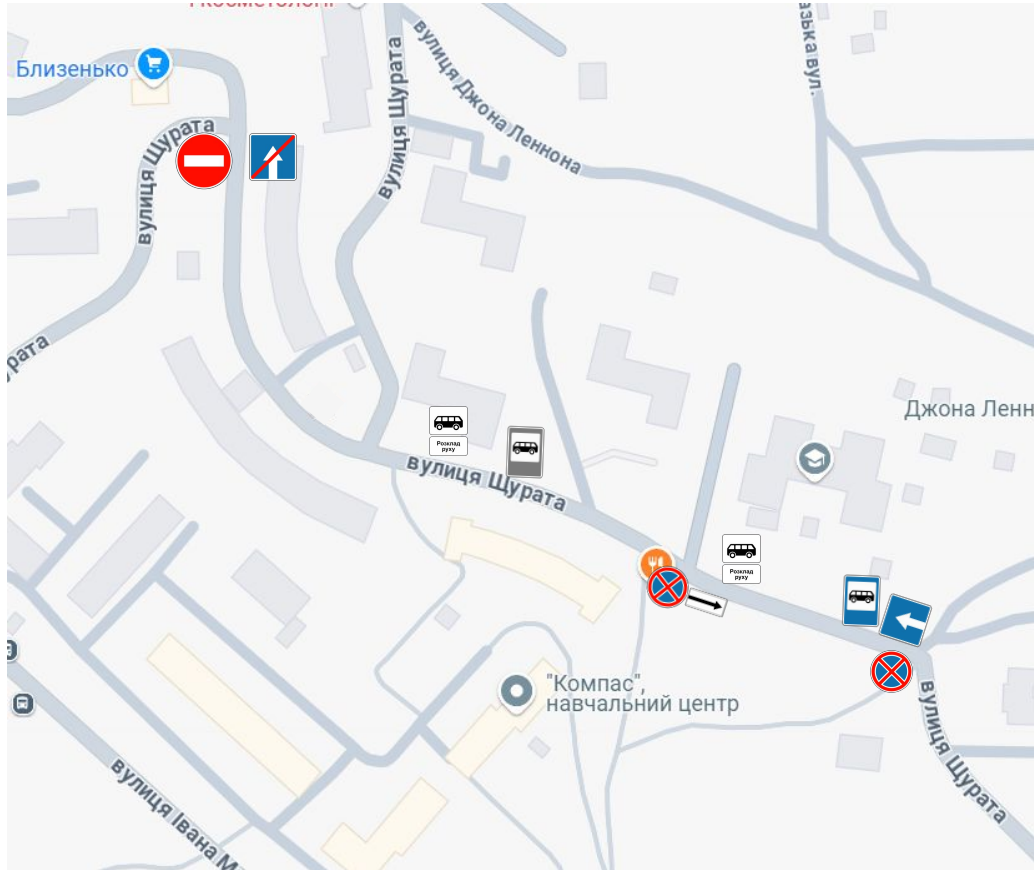 Близенько
вулиця Щурата
вулиця Щурата
вулиця Джона Леннона
рата
Розклад
руху
вулиця Щурата
Джона Ленн
Розклад
руху
"Компас",
навчальний центр
вулиця Щурата
вулиця Івана М